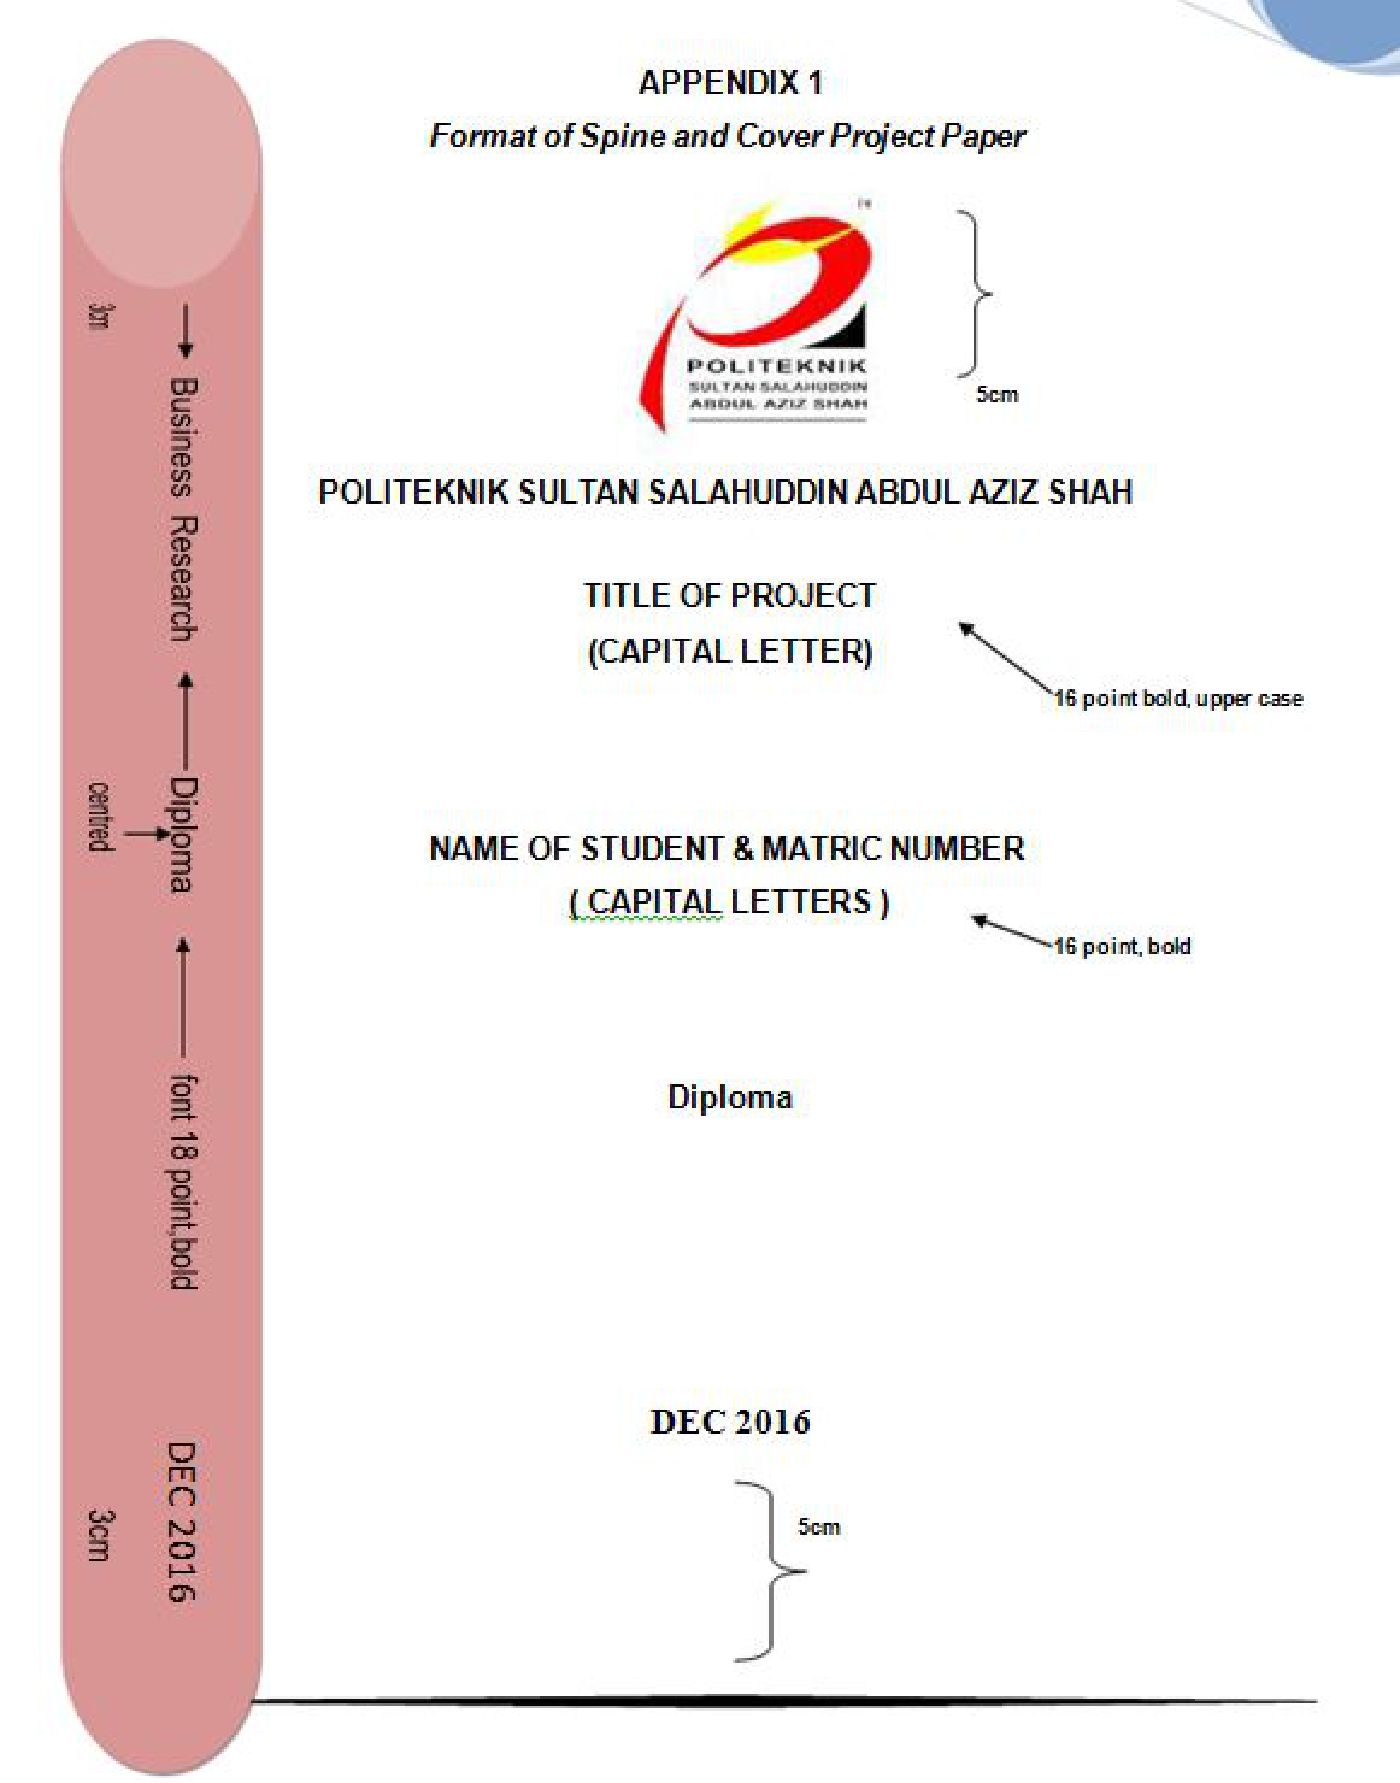 APPENDIX 1
Format of Spine and Cover Project Paper
TM
POLITEKNIK
SULTAN SALAHUDDIN
ABDUL AZIZ SHAH
5cm
POLITEKNIK SULTAN SALAHUDDIN ABDUL AZIZ SHAH
TITLE OF PROJECT
(CAPITAL LETTER)
16 point bold, upper case
NAME OF STUDENT & MATRIC NUMBER
( CAPITAL LETTERS )
16 point, bold
Diploma
DEC 2016
5cm
3cm
Business Research
centred
Diploma
font 18 point,bold
DEC 2016
3cm